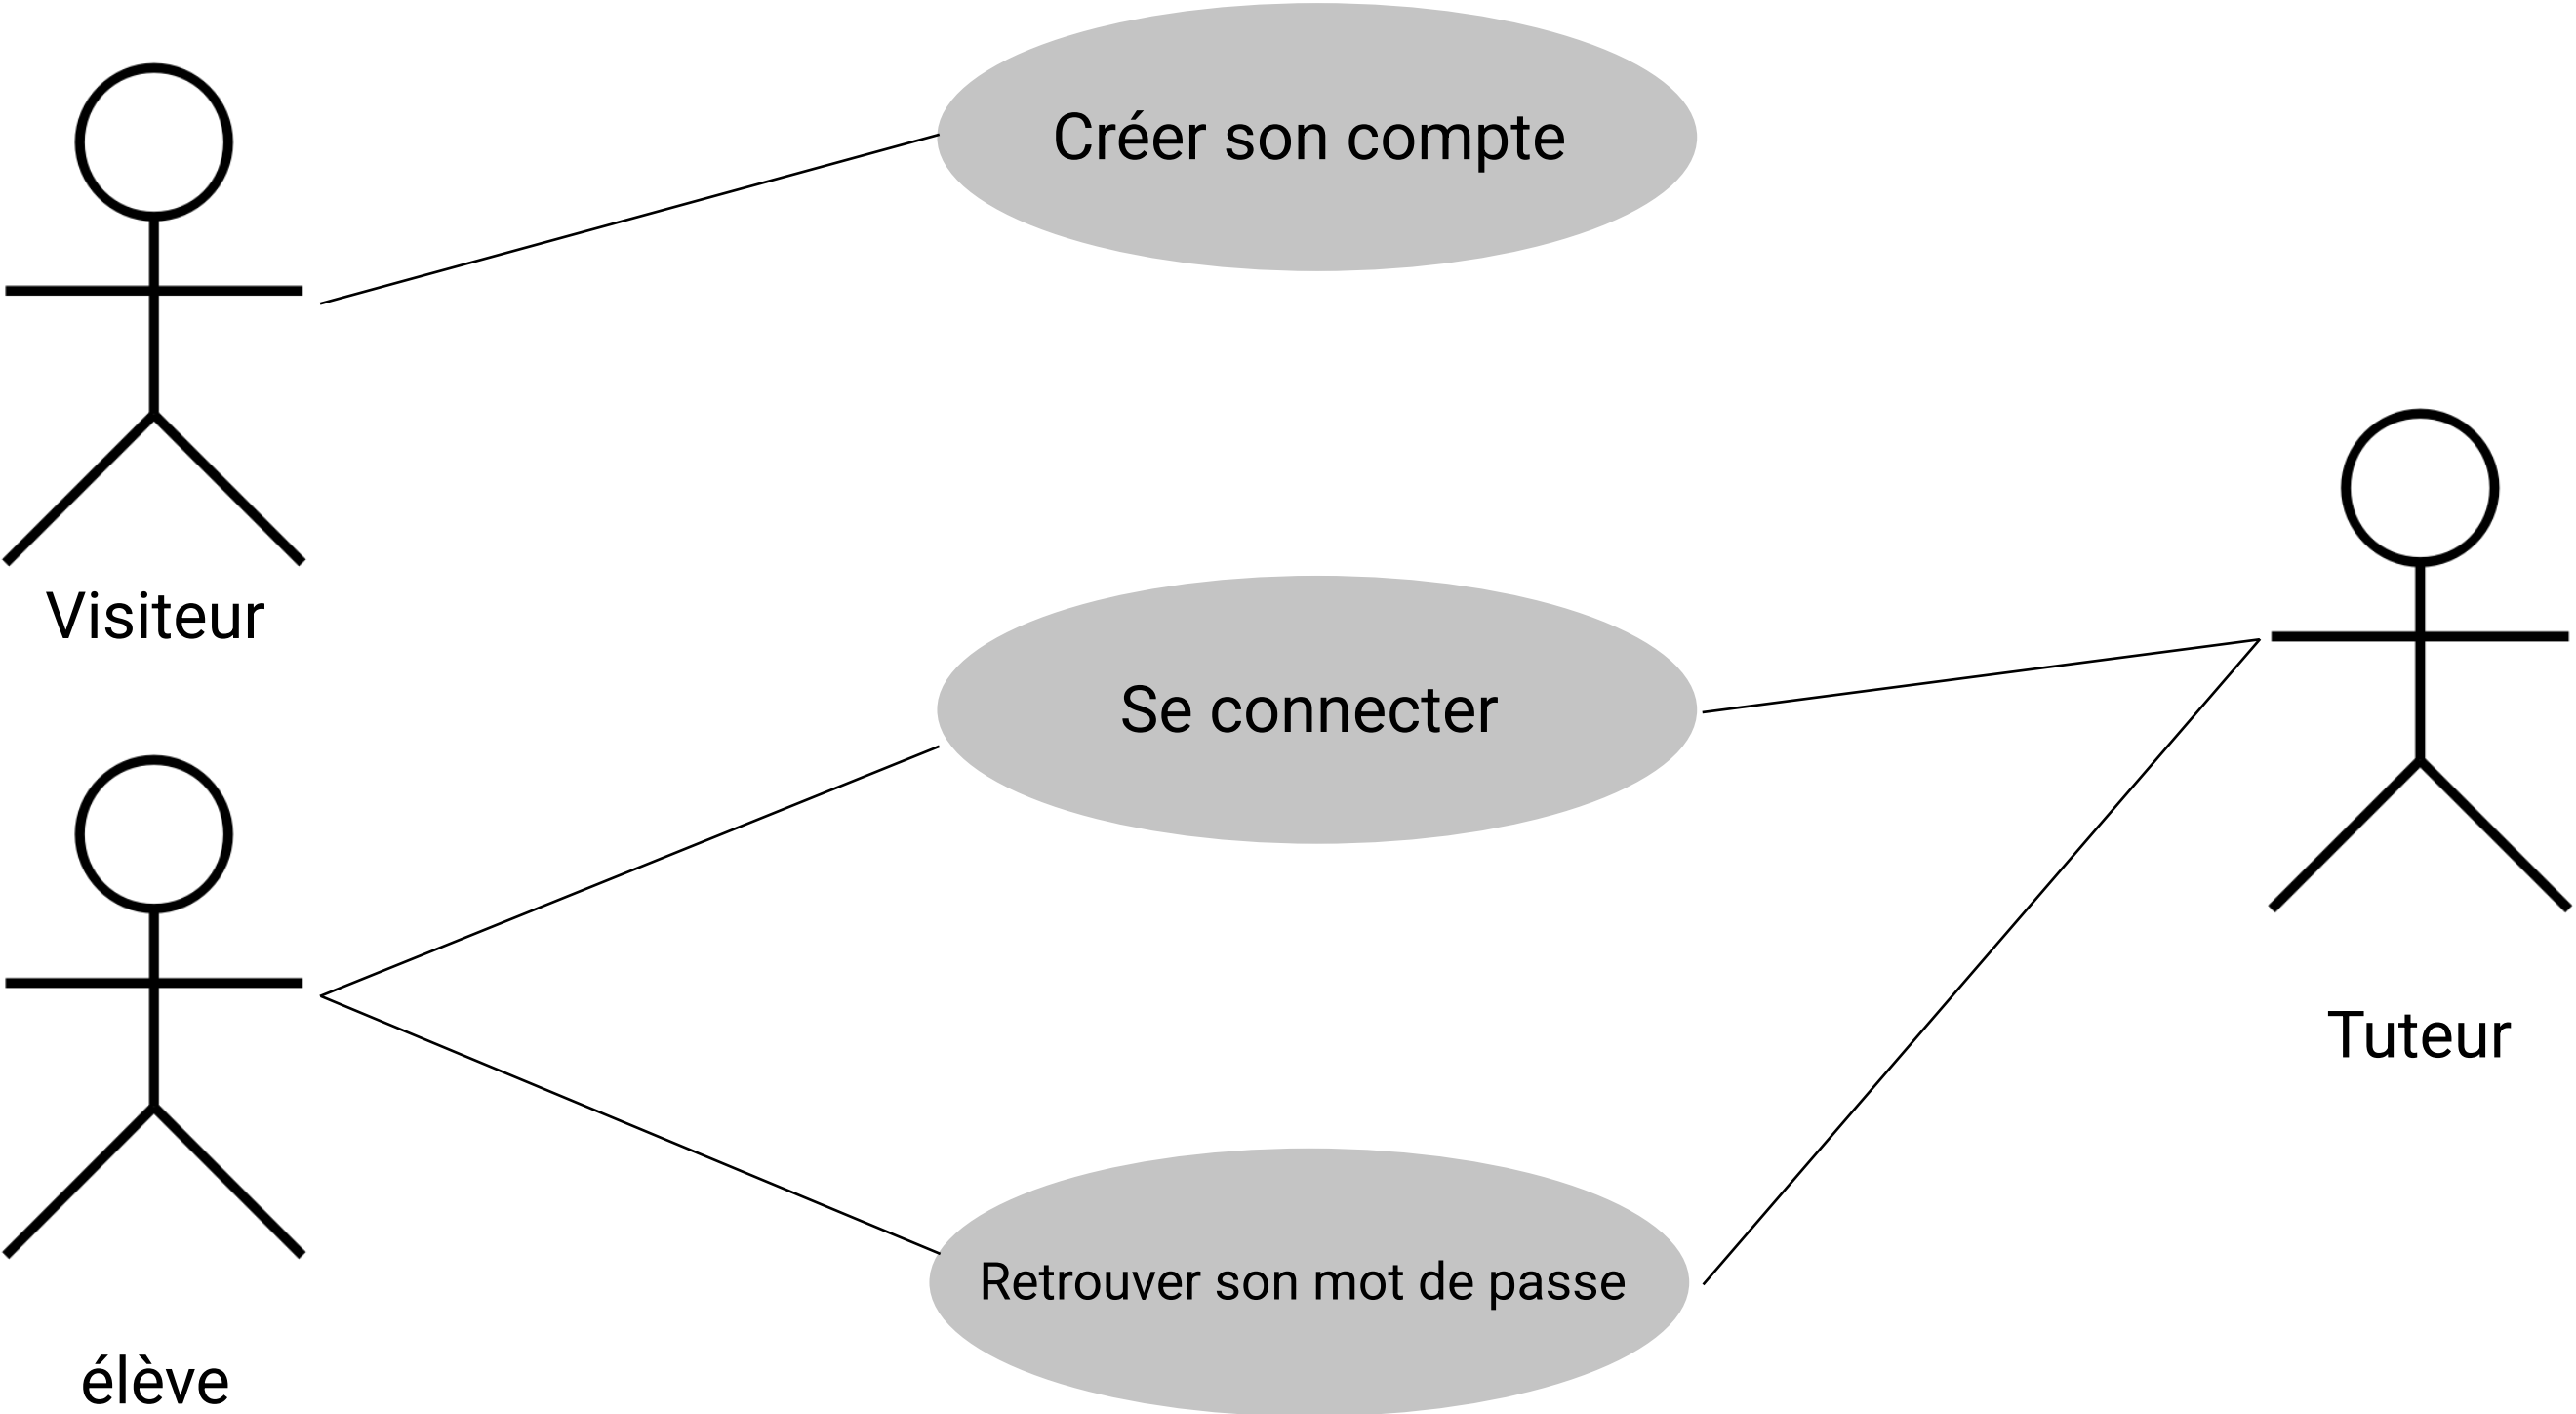 Créer son compte
Visiteur
Se connecter
Tuteur
Retrouver son mot de passe
élève